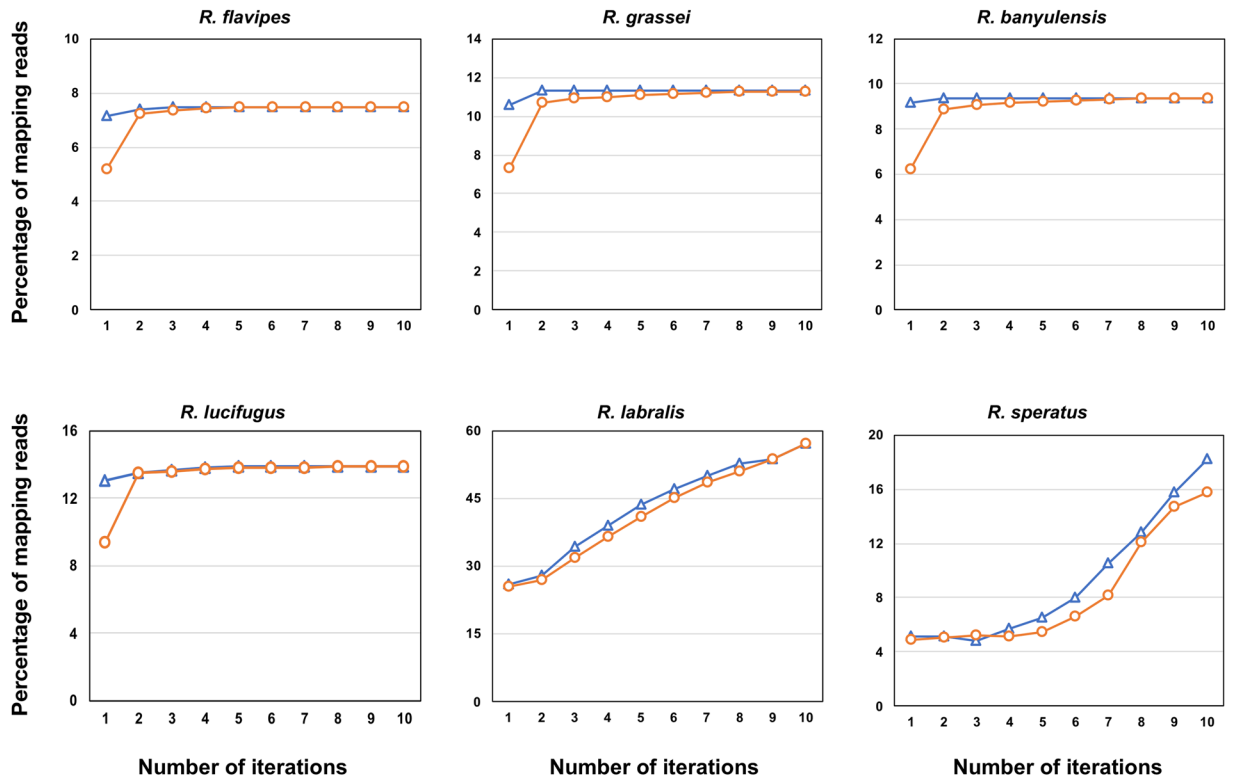 R. flavipes
R. grassei
R. banyulensis
Percentage of mapping reads
10
8
6
4
2
0
1 2 3 4 5 6 7 8 9 10
14
12
10
8
6
4
2
0
1 2 3 4 5 6 7 8 9 10
12
10
8
6
4
2
0
1 2 3 4 5 6 7 8 9 10
R. lucifugus
R. labralis
R. speratus
Percentage of mapping reads
16
12
8
4
0
1 2 3 4 5 6 7 8 9 10
60
45
30
15
0
1 2 3 4 5 6 7 8 9 10
20
16
12
8
4
0
1 2 3 4 5 6 7 8 9 10
Number of iterations
Number of iterations
Number of iterations